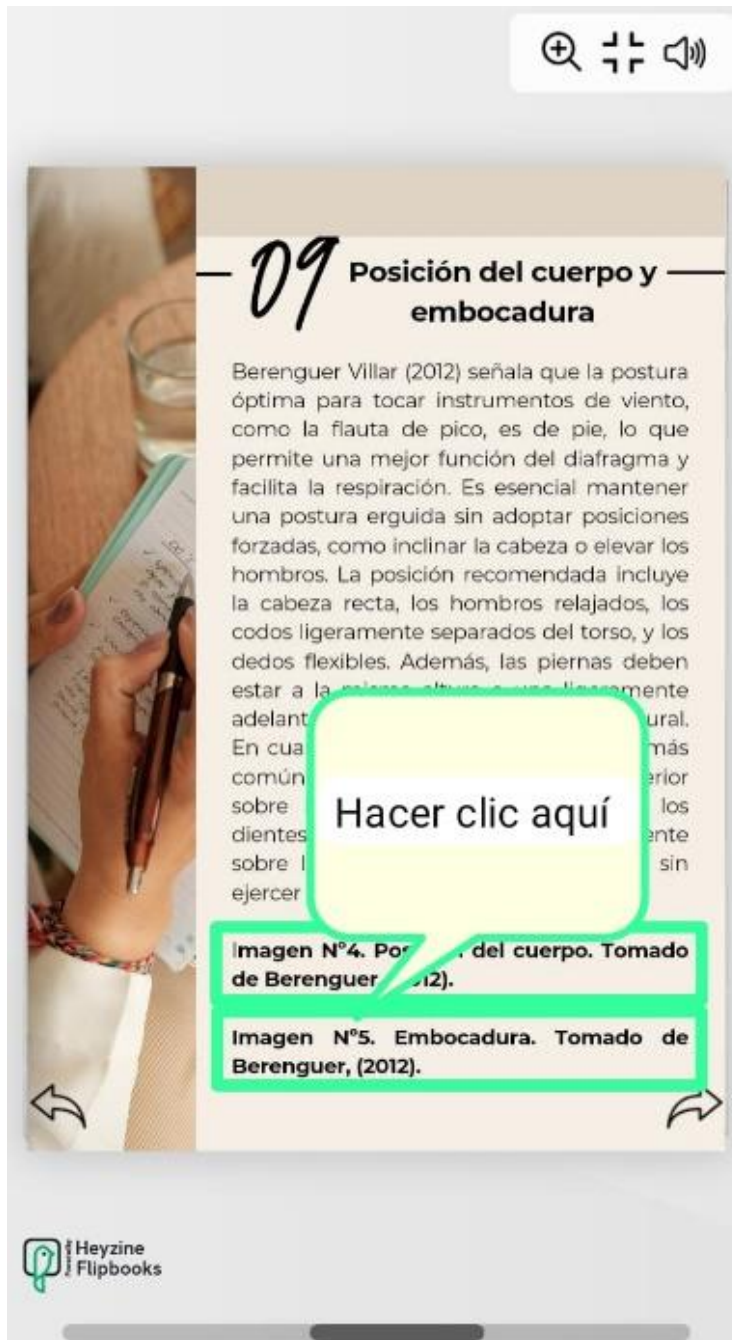 09 Posición del cuerpo y
embocadura
Berenguer Villar (2012) señala que la postura
óptima para tocar instrumentos de viento,
como la flauta de pico, es de pie, lo que
permite una mejor función del diafragma y
facilita la respiración. Es esencial mantener
una postura erguida sin adoptar posiciones
forzadas, como inclinar la cabeza o elevar los
hombros. La posición recomendada incluye
la cabeza recta, los hombros relajados, los
codos ligeramente separados del torso, y los
dedos flexibles. Además, las piernas deben
estar a la
adelant ural.
En cua más
común erior
sobre los
dientes ente
sobre l sin
ejercer
Hacer clic aquí
Imagen N°4. Pos del cuerpo. Tomado
de Berenguer 12).
Imagen N°5. Embocadura. Tomado de
Berenguer, (2012).
Powered by
Heyzine
Flipbooks